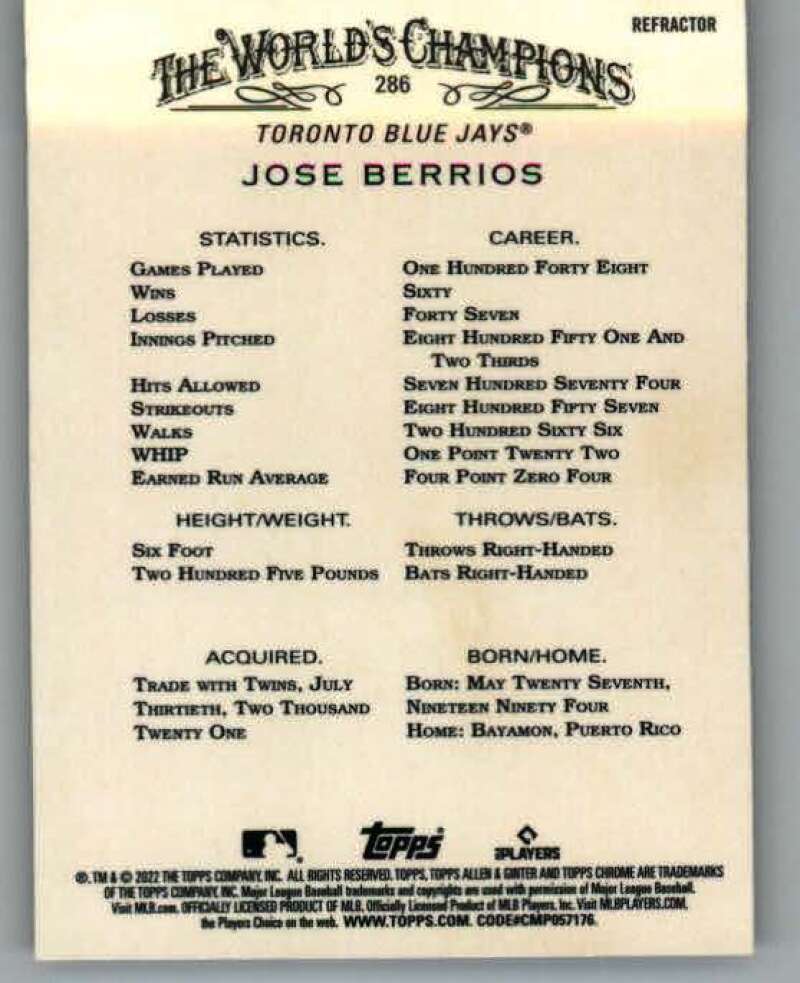 REFRACTOR
THE WORLD'S CHAMPIONS
286
TORONTO BLUE JAYS®
JOSE BERRIOS
STATISTICS. CAREER.
GAMES PLAYED ONE HUNDRED FORTY EIGHT
WINS SIXTY
LOSSES FORTY SEVEN
INNINGS PITCHED EIGHT HUNDRED FIFTY ONE AND
TWO THIRDS
HITS ALLOWED SEVEN HUNDRED SEVENTY FOUR
STRIKEOUTS EIGHT HUNDRED FIFTY SEVEN
WALKS TWO HUNDRED SIXTY SIX
WHIP ONE POINT TWENTY TWO
EARNED RUN AVERAGE FOUR POINT ZERO FOUR
HEIGHT/WEIGHT. THROWS/BATS.
SIX FOOT THROWS RIGHT-HANDED
TWO HUNDRED FIVE POUNDS BATS RIGHT-HANDED
ACQUIRED. BORN/HOME.
TRADE WITH TWINS, JULY BORN: MAY TWENTY SEVENTH,
THIRTIETH, TWO THOUSAND NINETEEN NINETY FOUR
TWENTY ONE HOME: BAYAMON, PUERTO RICO
Topps PLAYERS
®, TM & © 2022 THE TOPPS COMPANY, INC. ALL RIGHTS RESERVED. TOPPS, TOPPS ALLEN & GINTER AND TOPPS CHROME ARE TRADEMARKS
OF THE TOPPS COMPANY, INC. Major League Baseball trademarks and copyrights are used with permission of Major League Baseball.
Visit MLB.com. OFFICIALLY LICENSED PRODUCT OF MLB. Officially Licensed Product of MLB Players, Inc. Visit MLBPLAYERS.COM,
the Players Choice on the web. WWW.TOPPS.COM. CODE#CMP057176.